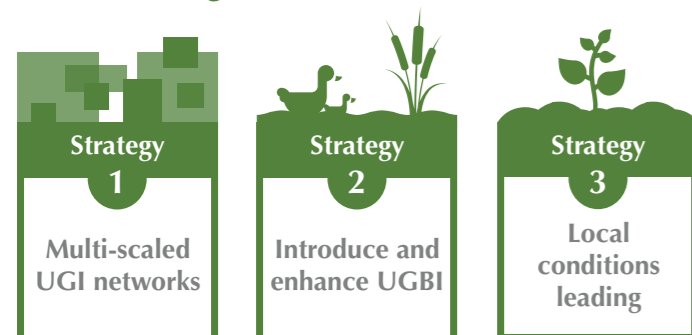 Strategy
1
Multi-scaled
UGI networks
Strategy
2
Introduce and
enhance UGBI
Strategy
3
Local
conditions
leading